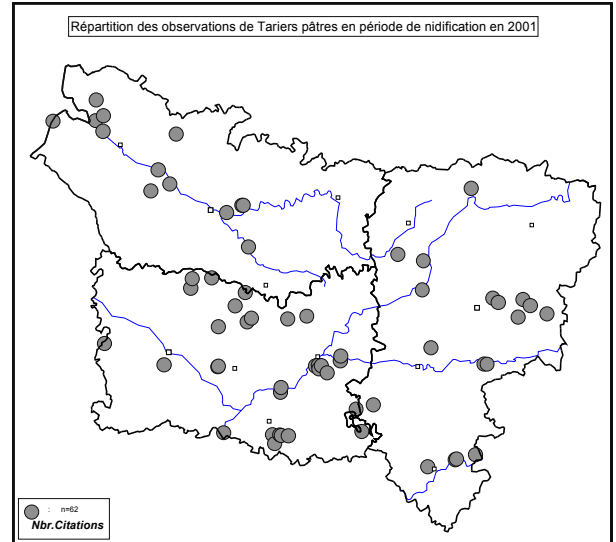 Répartition des observations de Tariers pâtres en période de nidification en 2001
: n=62
Nbr.Citations